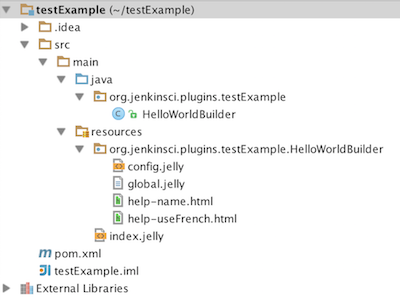 testExample (~/testExample)
.idea
src
main
java
org.jenkinsci.plugins.testExample
HelloWorldBuilder
resources
org.jenkinsci.plugins.testExample.HelloWorldBuilder
config.jelly
global.jelly
help-name.html
help-useFrench.html
index.jelly
pom.xml
testExample.iml
External Libraries